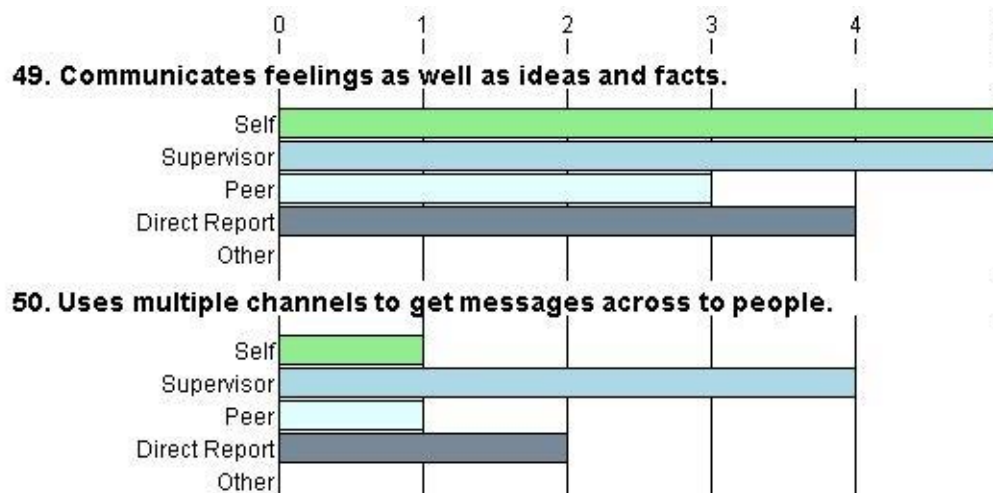 0 1 2 3 4
49. Communicates feelings as well as ideas and facts.
Self
Supervisor
Peer
Direct Report
Other
50. Uses multiple channels to get messages across to people.
Self
Supervisor
Peer
Direct Report
Other